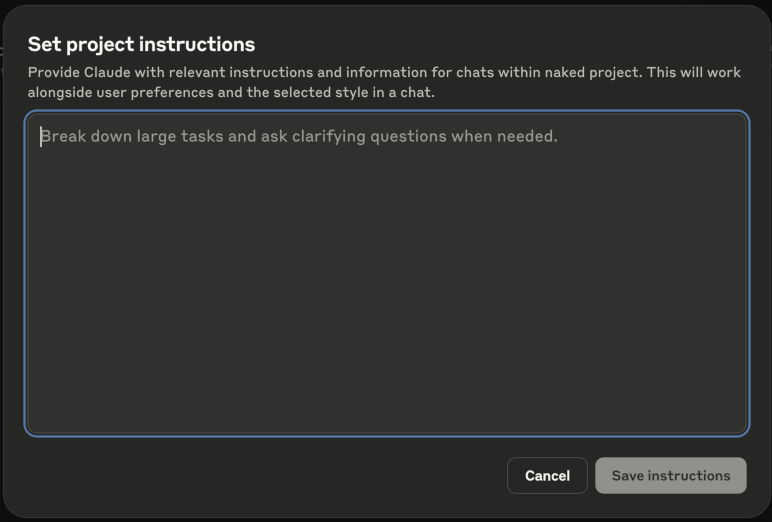 Set project instructions
Provide Claude with relevant instructions and information for chats within naked project. This will work
alongside user preferences and the selected style in a chat.
Break down large tasks and ask clarifying questions when needed.
Cancel
Save instructions